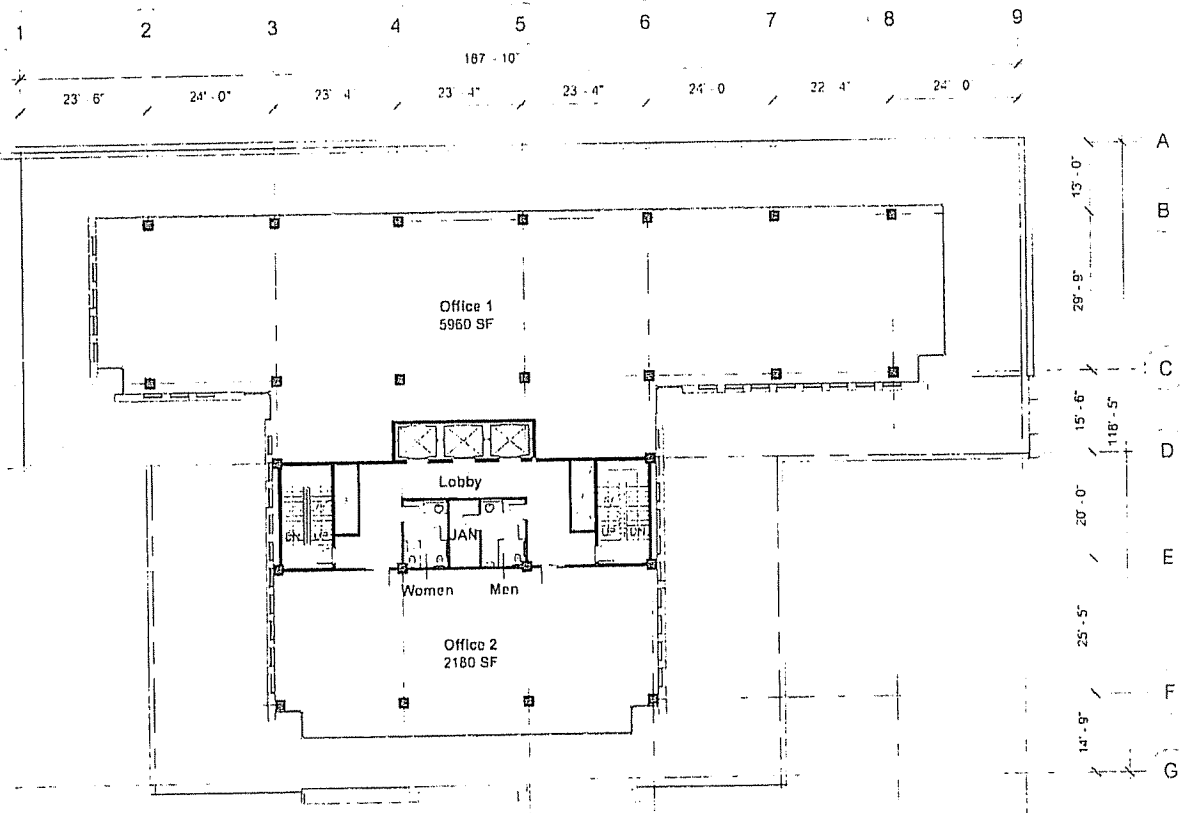 1 2 3 4 5 6 7 8 9
187' - 10"
23' - 6" 24' - 0" 23' 4" 23' - 4" 23' - 4" 24' - 0 22' - 4" 24' 0
A
13' - 0"
B
29' - 9"
Office 1
5960 SF
C
15' - 6"
118' - 5"
D
Lobby
20' - 0"
DN UP JAN UP DN
E
Women Men
25' - 5"
Office 2
2180 SF
F
14' - 9"
G